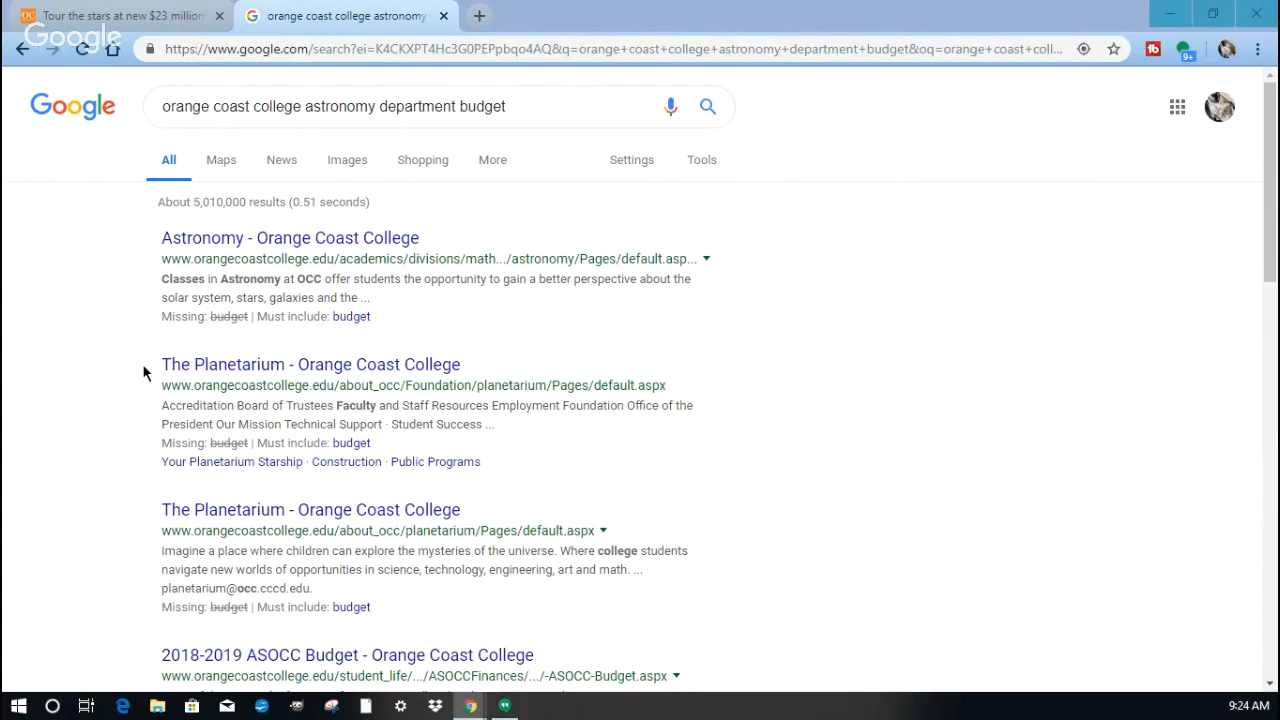 Tour the stars at new $23 million
orange coast college astronomy
Google
https://www.google.com/search?ei=K4CKXPT4Hc3G0PEPpbqo4AQ&q=orange+coast+college+astronomy+department+budget&oq=orange+coast+coll...
9+
Google
orange coast college astronomy department budget
All Maps News Images Shopping More Settings Tools
About 5,010,000 results (0.51 seconds)
Astronomy - Orange Coast College
www.orangecoastcollege.edu/academics/divisions/math.../astronomy/Pages/default.asp...
Classes in Astronomy at OCC offer students the opportunity to gain a better perspective about the
solar system, stars, galaxies and the ...
Missing: budget | Must include: budget
The Planetarium - Orange Coast College
www.orangecoastcollege.edu/about_occ/Foundation/planetarium/Pages/default.aspx
Accreditation Board of Trustees Faculty and Staff Resources Employment Foundation Office of the
President Our Mission Technical Support · Student Success ...
Missing: budget | Must include: budget
Your Planetarium Starship · Construction · Public Programs
The Planetarium - Orange Coast College
www.orangecoastcollege.edu/about_occ/planetarium/Pages/default.aspx
Imagine a place where children can explore the mysteries of the universe. Where college students
navigate new worlds of opportunities in science, technology, engineering, art and math. ...
planetarium@occ.cccd.edu.
Missing: budget | Must include: budget
2018-2019 ASOCC Budget - Orange Coast College
www.orangecoastcollege.edu/student_life/.../ASOCCFinances/.../-ASOCC-Budget.aspx
9:24 AM